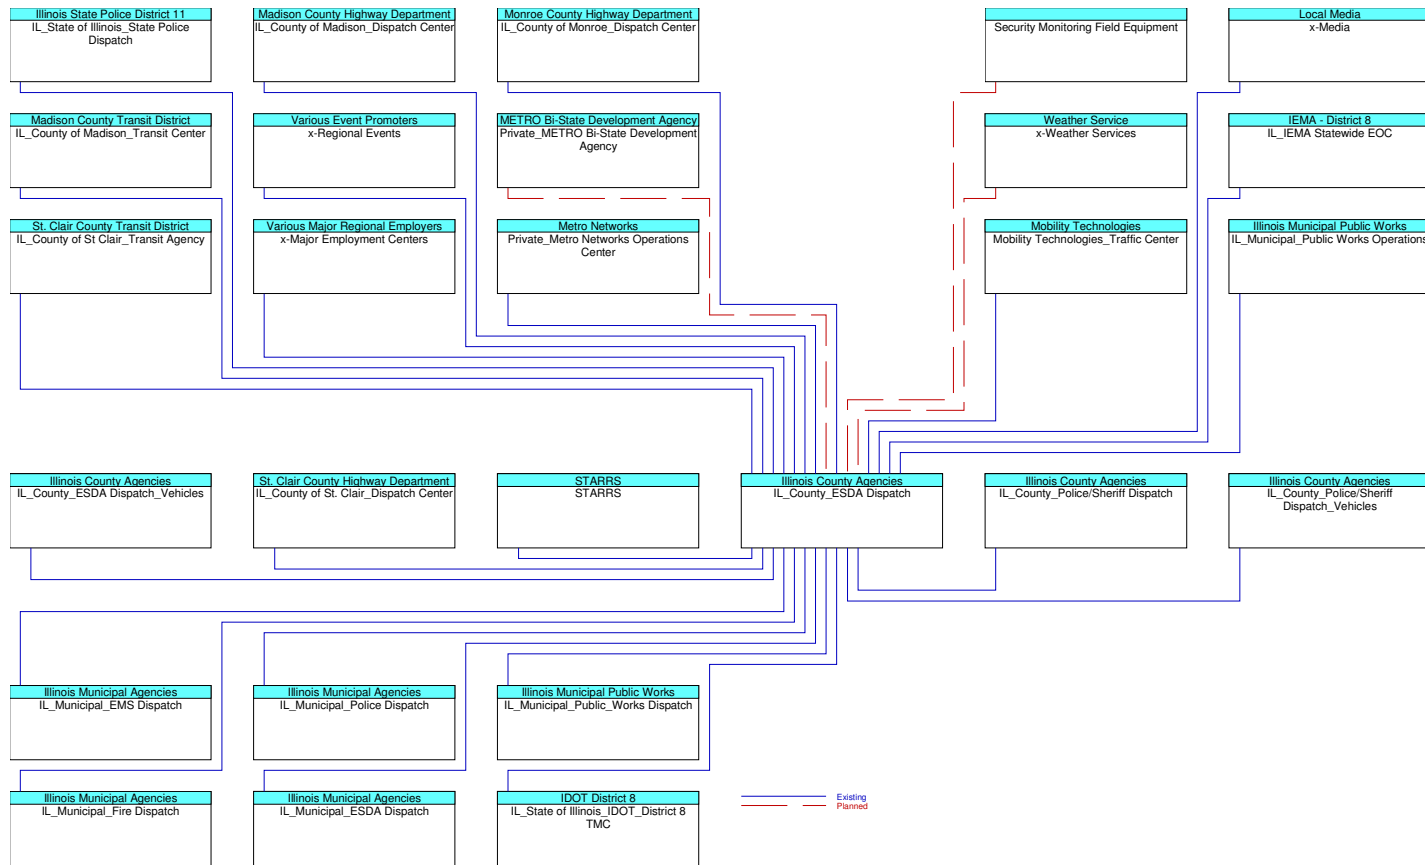 Illinois State Police District 11
IL_State of Illinois_State Police
Dispatch
Madison County Highway Department
IL_County of Madison_Dispatch Center
Monroe County Highway Department
IL_County of Monroe_Dispatch Center
Security Monitoring Field Equipment
Local Media
x-Media
Madison County Transit District
IL_County of Madison_Transit Center
Various Event Promoters
x-Regional Events
METRO Bi-State Development Agency
Private_METRO Bi-State Development
Agency
Weather Service
x-Weather Services
IEMA - District 8
IL_IEMA Statewide EOC
St. Clair County Transit District
IL_County of St Clair_Transit Agency
Various Major Regional Employers
x-Major Employment Centers
Metro Networks
Private_Metro Networks Operations
Center
Mobility Technologies
Mobility Technologies_Traffic Center
Illinois Municipal Public Works
IL_Municipal_Public Works Operations
Illinois County Agencies
IL_County_ESDA Dispatch_Vehicles
St. Clair County Highway Department
IL_County of St. Clair_Dispatch Center
STARRS
STARRS
Illinois County Agencies
IL_County_ESDA Dispatch
Illinois County Agencies
IL_County_Police/Sheriff Dispatch
Illinois County Agencies
IL_County_Police/Sheriff
Dispatch_Vehicles
Illinois Municipal Agencies
IL_Municipal_EMS Dispatch
Illinois Municipal Agencies
IL_Municipal_Police Dispatch
Illinois Municipal Public Works
IL_Municipal_Public_Works Dispatch
Illinois Municipal Agencies
IL_Municipal_Fire Dispatch
Illinois Municipal Agencies
IL_Municipal_ESDA Dispatch
IDOT District 8
IL_State of Illinois_IDOT_District 8
TMC
Existing
Planned